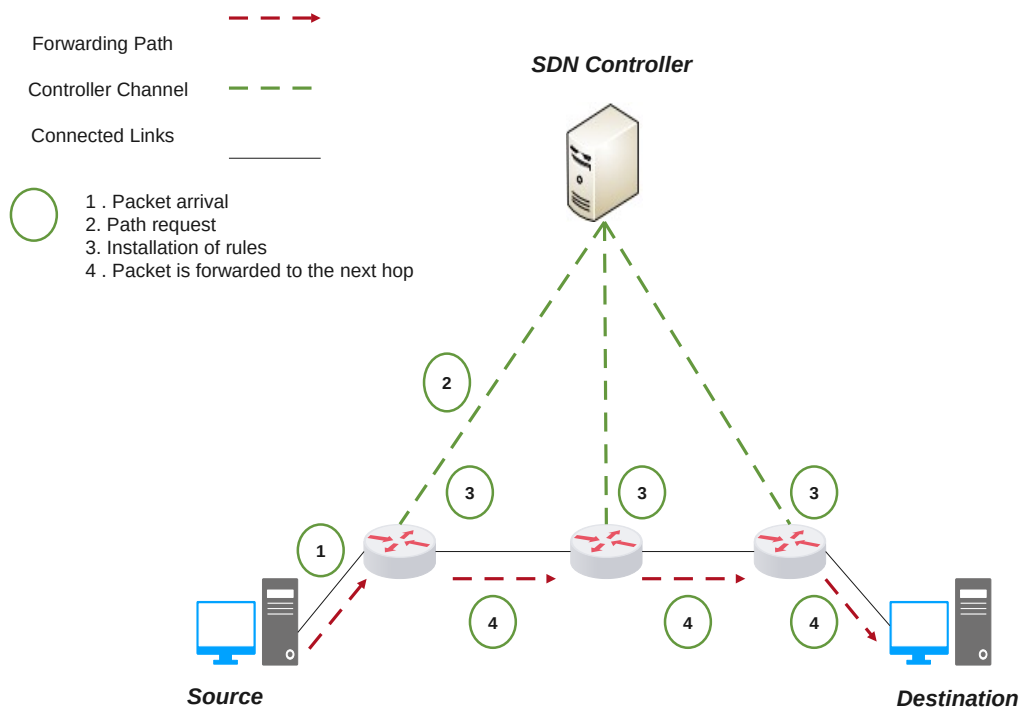 Forwarding Path
SDN Controller
Controller Channel
Connected Links
1 . Packet arrival
2. Path request
3. Installation of rules
4 . Packet is forwarded to the next hop
2
3
3
3
1
4
4
4
Source
Destination